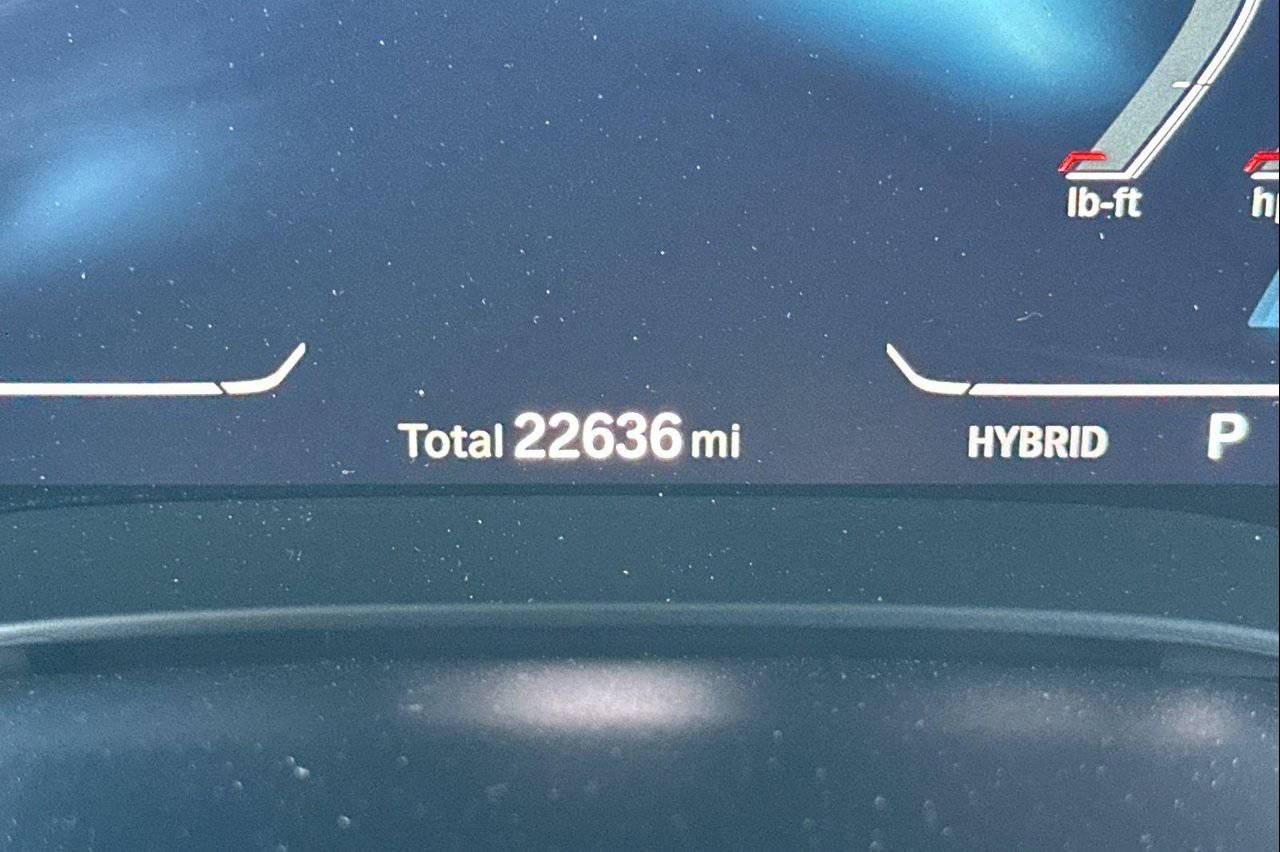 lb-ft
Total 22636 mi
HYBRID P